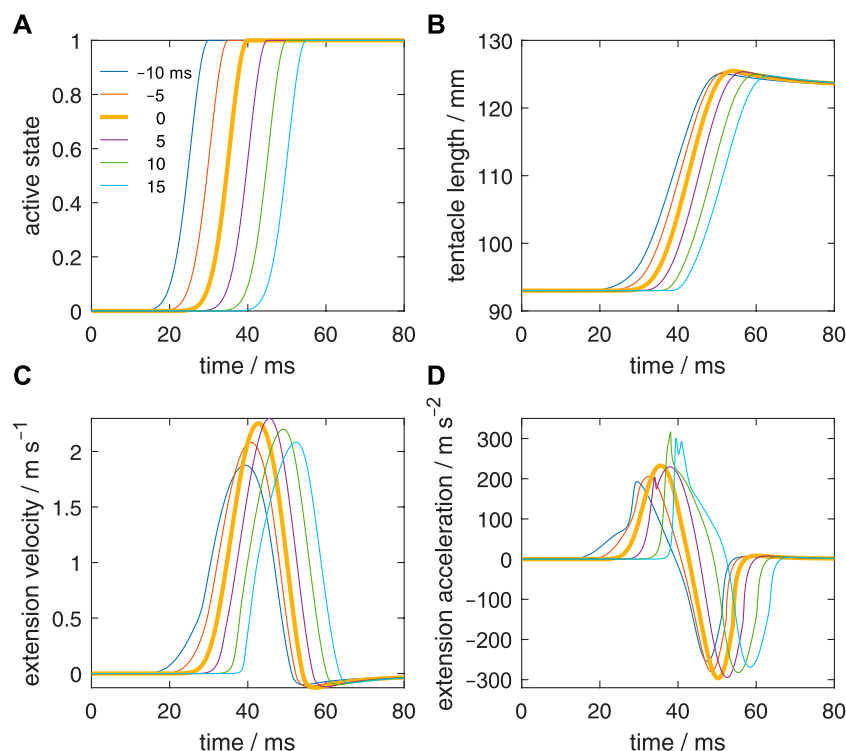 A
active state
1
0.8
0.6
0.4
0.2
0
−10 ms
−5
0
5
10
15
0 20 40 60 80
time / ms
B
tentacle length / mm
130
120
110
100
90
0 20 40 60 80
time / ms
C
extension velocity / m s⁻¹
2
1.5
1
0.5
0
0 20 40 60 80
time / ms
D
extension acceleration / m s⁻²
300
200
100
0
-100
-200
-300
0 20 40 60 80
time / ms